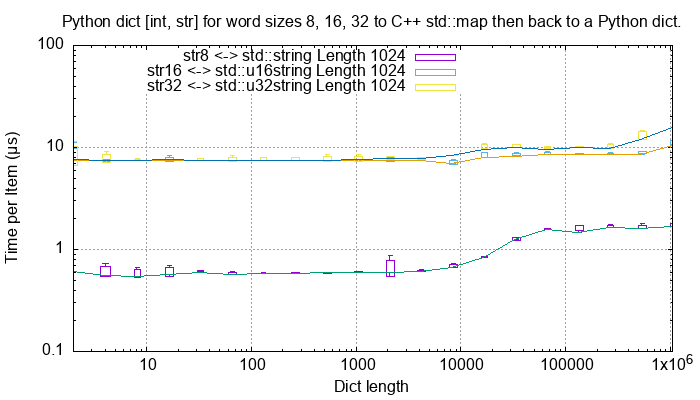 Python dict [int, str] for word sizes 8, 16, 32 to C++ std::map then back to a Python dict.
100
str8 <-> std::string Length 1024
str16 <-> std::u16string Length 1024
str32 <-> std::u32string Length 1024
10
Time per Item (µs)
1
0.1
10 100 1000 10000 100000 1x10⁶
Dict length